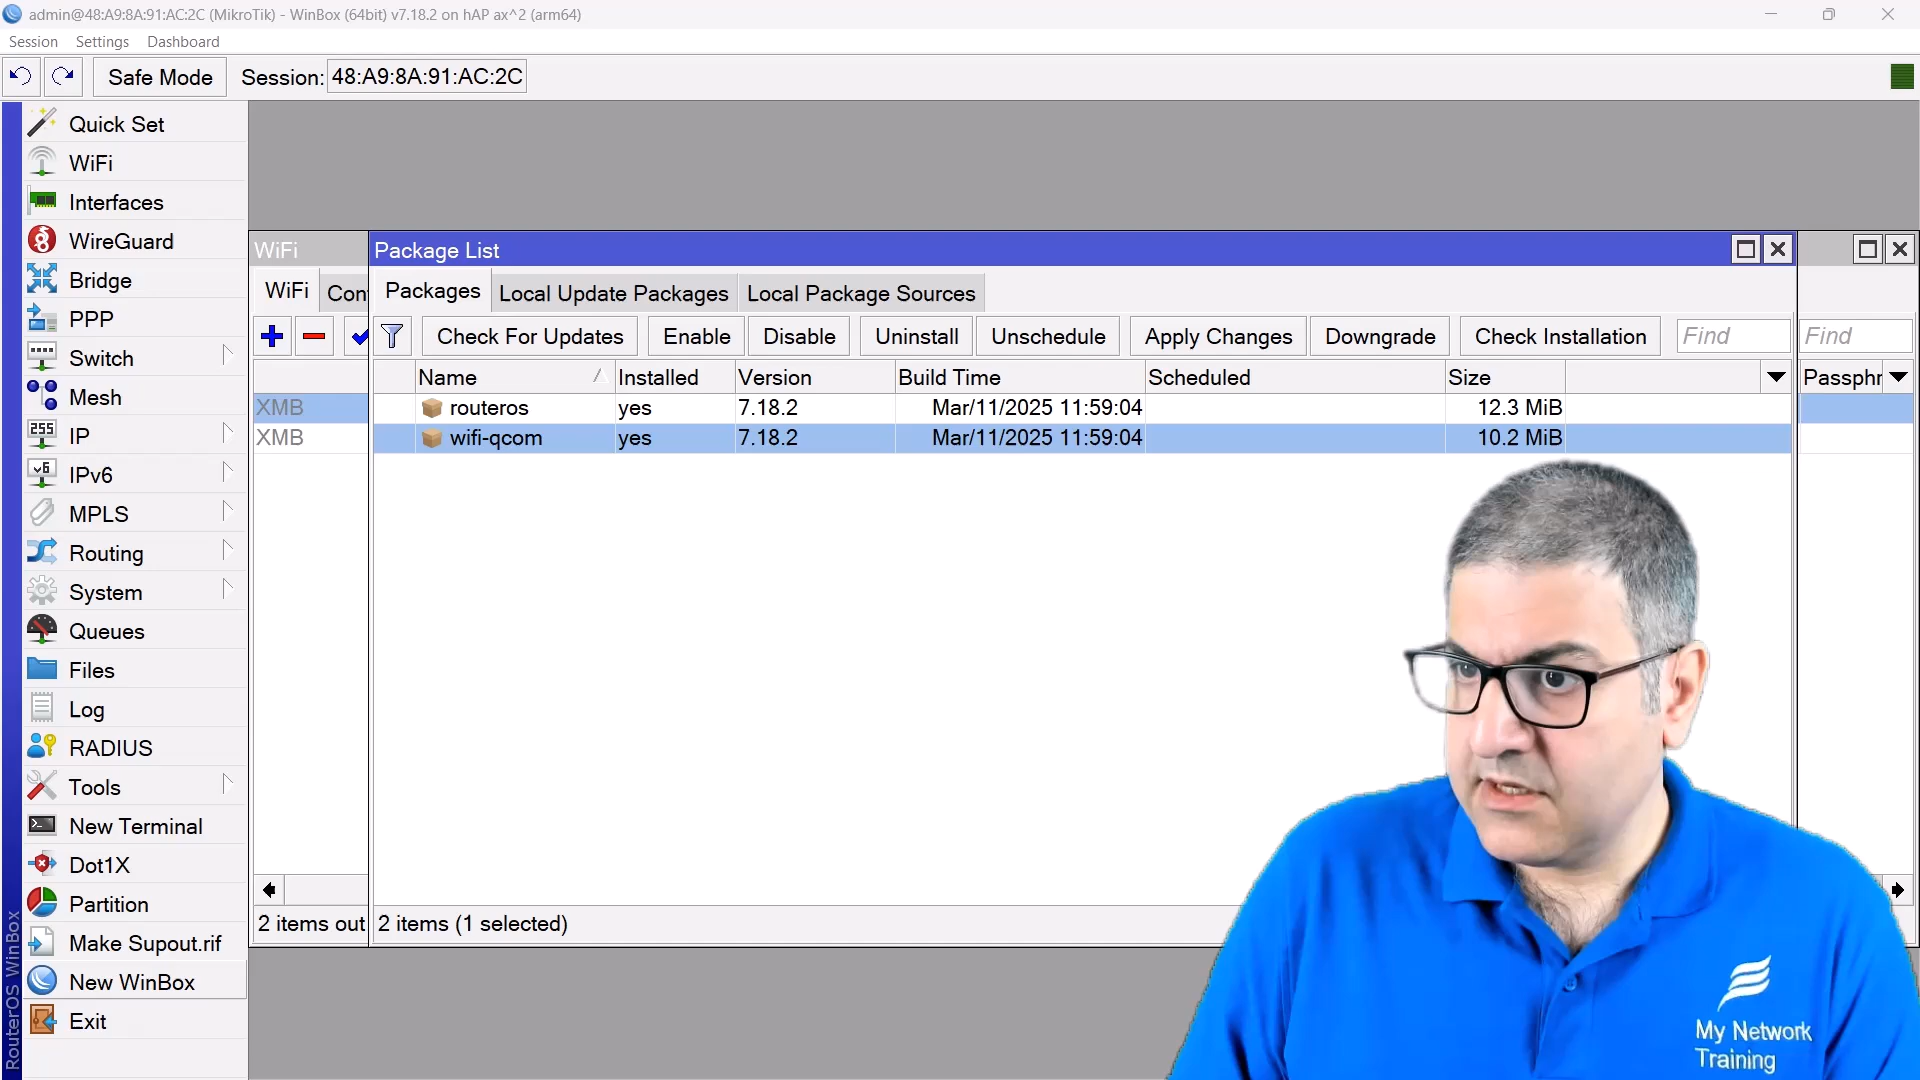 admin@48:A9:8A:91:AC:2C (MikroTik) - WinBox (64bit) v7.18.2 on hAP ax^2 (arm64)
Session Settings Dashboard
Safe Mode Session: 48:A9:8A:91:AC:2C
Quick Set
WiFi
Interfaces
WireGuard
Bridge
PPP
Switch
Mesh
IP
IPv6
MPLS
Routing
System
Queues
Files
Log
RADIUS
Tools
New Terminal
Dot1X
Partition
Make Supout.rif
New WinBox
Exit
RouterOS WinBox
WiFi
WiFi Con
XMB
XMB
2 items out
Package List
Packages Local Update Packages Local Package Sources
Check For Updates Enable Disable Uninstall Unschedule Apply Changes Downgrade Check Installation Find
Name Installed Version Build Time Scheduled Size
routeros yes 7.18.2 Mar/11/2025 11:59:04 12.3 MiB
wifi-qcom yes 7.18.2 Mar/11/2025 11:59:04 10.2 MiB
2 items (1 selected)
Find
Passphr
My Network
Training
255
v6